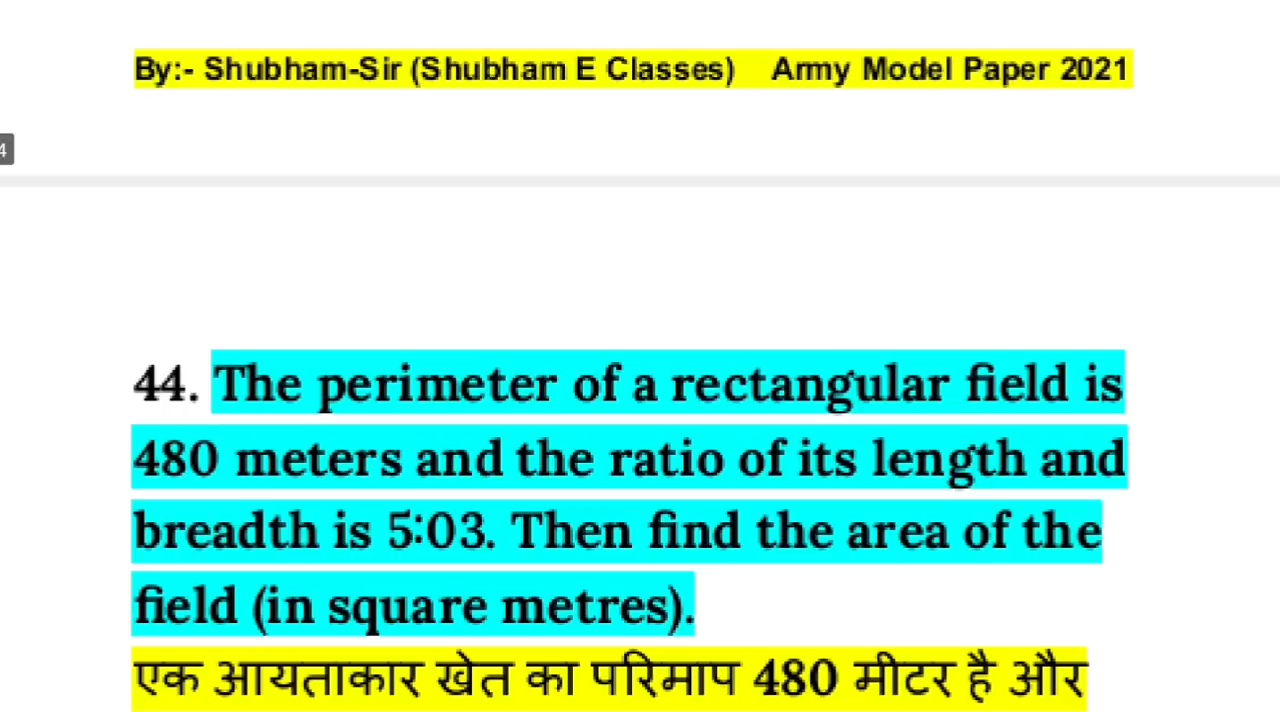 By:- Shubham-Sir (Shubham E Classes) Army Model Paper 2021
4
44. The perimeter of a rectangular field is
480 meters and the ratio of its length and
breadth is 5:03. Then find the area of the
field (in square metres).
एक आयताकार खेत का परिमाप 480 मीटर है और